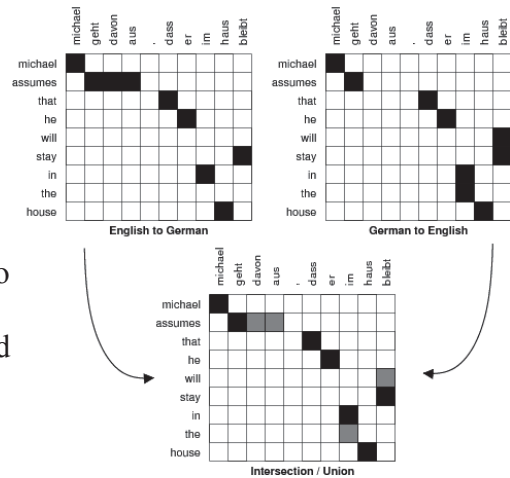 michael geht davon aus , dass er im haus bleibt
michael
assumes
that
he
will
stay
in
the
house
English to German
michael geht davon aus , dass er im haus bleibt
michael
assumes
that
he
will
stay
in
the
house
German to English
o
d
michael geht davon aus , dass er im haus bleibt
michael
assumes
that
he
will
stay
in
the
house
Intersection / Union